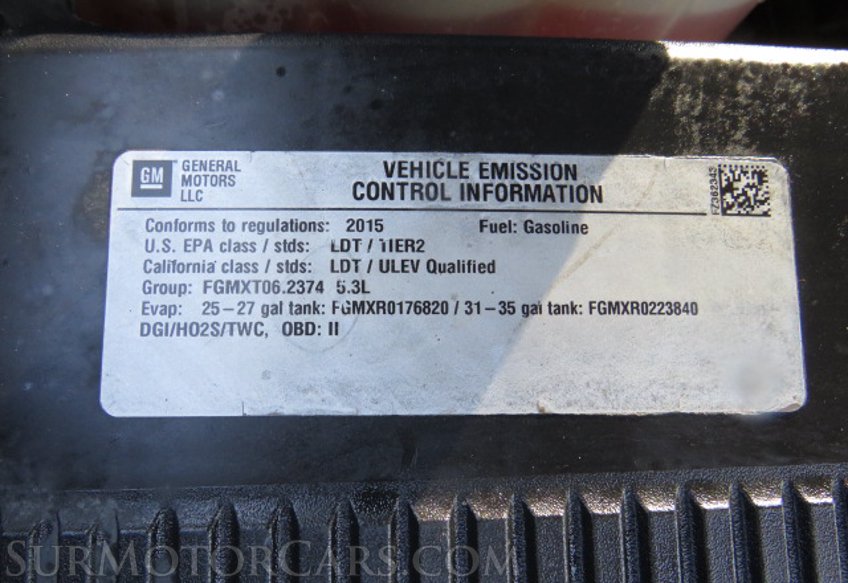 GM
GENERAL MOTORS LLC
VEHICLE EMISSION
CONTROL INFORMATION
FZ362343
Conforms to regulations: 2015 Fuel: Gasoline
U.S. EPA class / stds: LDT / TIER2
California class / stds: LDT / ULEV Qualified
Group: FGMXT06.2374 5.3L
Evap: 25-27 gal tank: FGMXR0176820 / 31-35 gal tank: FGMXR0223840
DGI/HO2S/TWC, OBD: II
SURMOTORCARS.COM